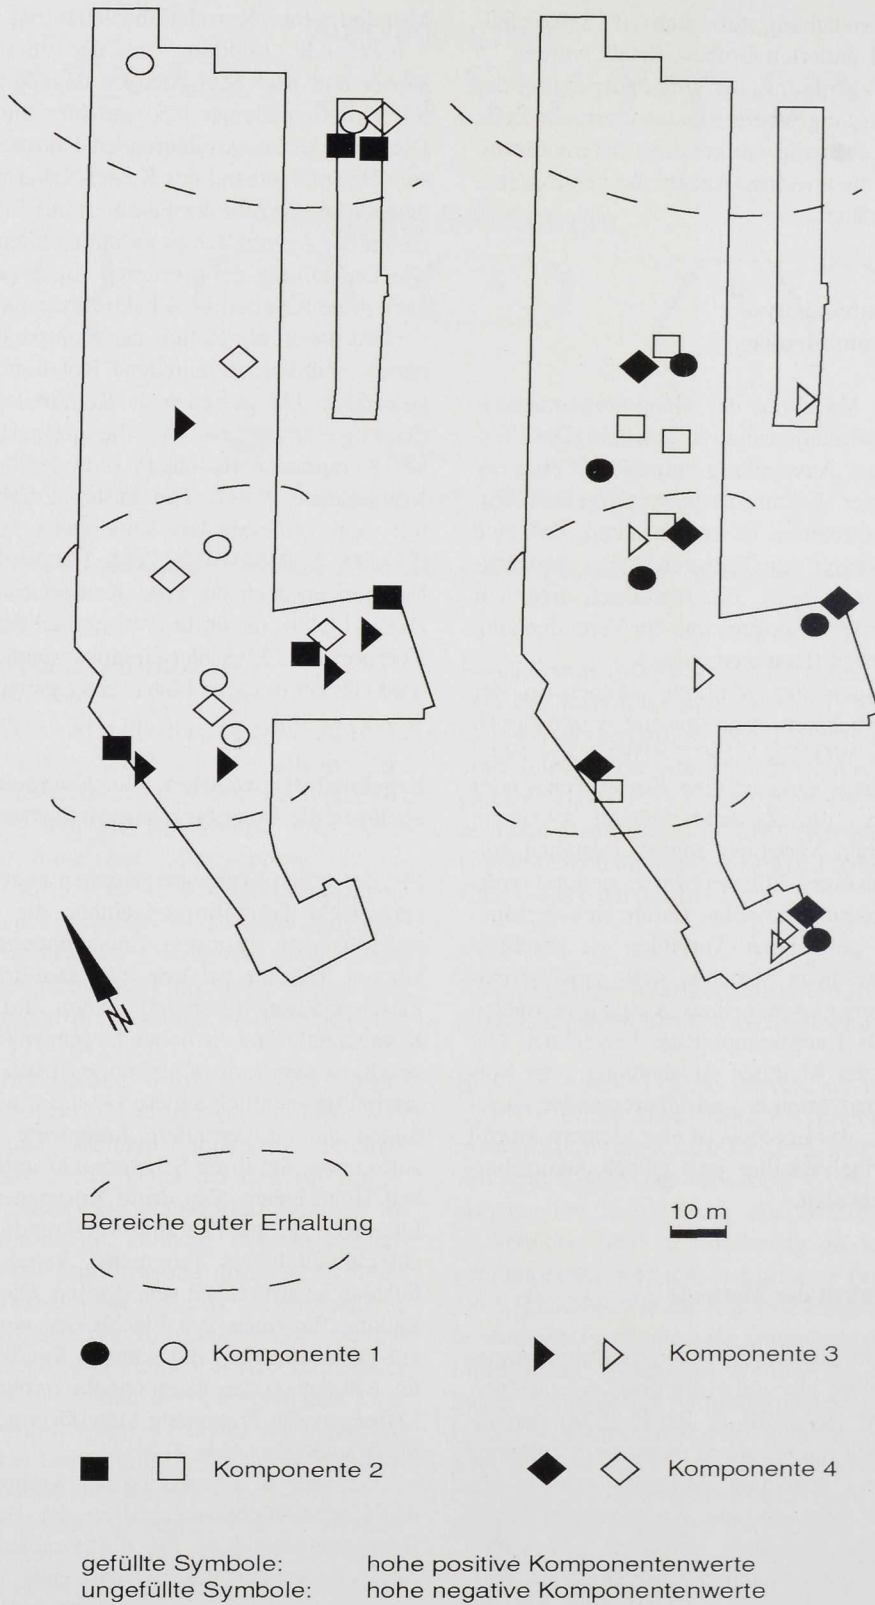 N
Bereiche guter Erhaltung
10 m
Komponente 1
Komponente 3
Komponente 2
Komponente 4
gefüllte Symbole: hohe positive Komponentenwerte
ungefüllte Symbole: hohe negative Komponentenwerte